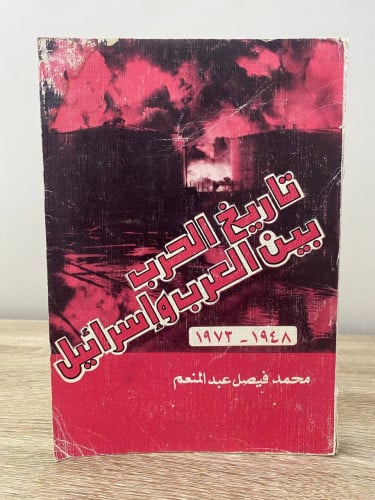 تاريخ الحرب
بين العرب وإسرائيل
١٩٤٨ - ١٩٧٣
محمد فيصل عبد المنعم